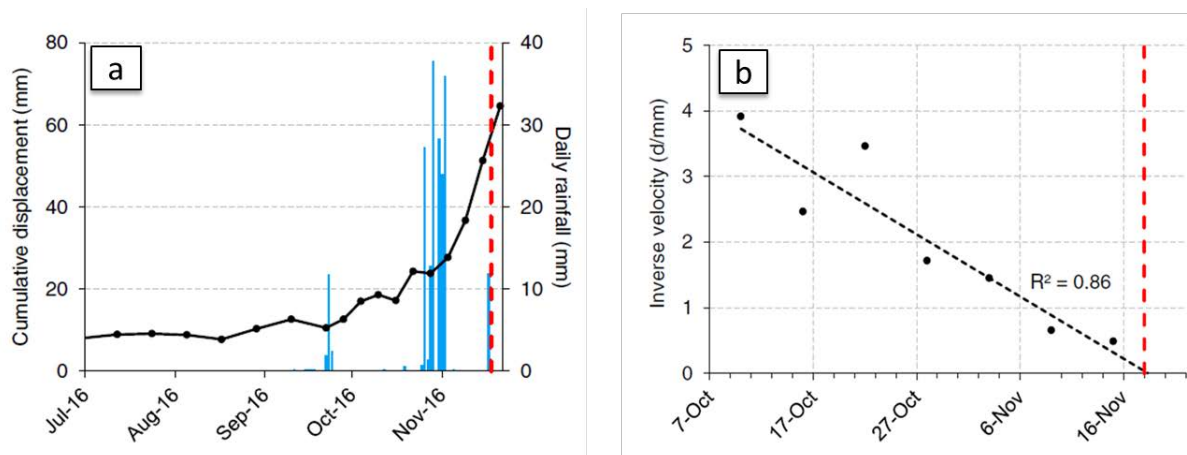 a
Cumulative displacement (mm)
80
60
40
20
0
Daily rainfall (mm)
40
30
20
10
0
Jul-16
Aug-16
Sep-16
Oct-16
Nov-16
b
Inverse velocity (d/mm)
5
4
3
2
1
0
R² = 0.86
7-Oct
17-Oct
27-Oct
6-Nov
16-Nov